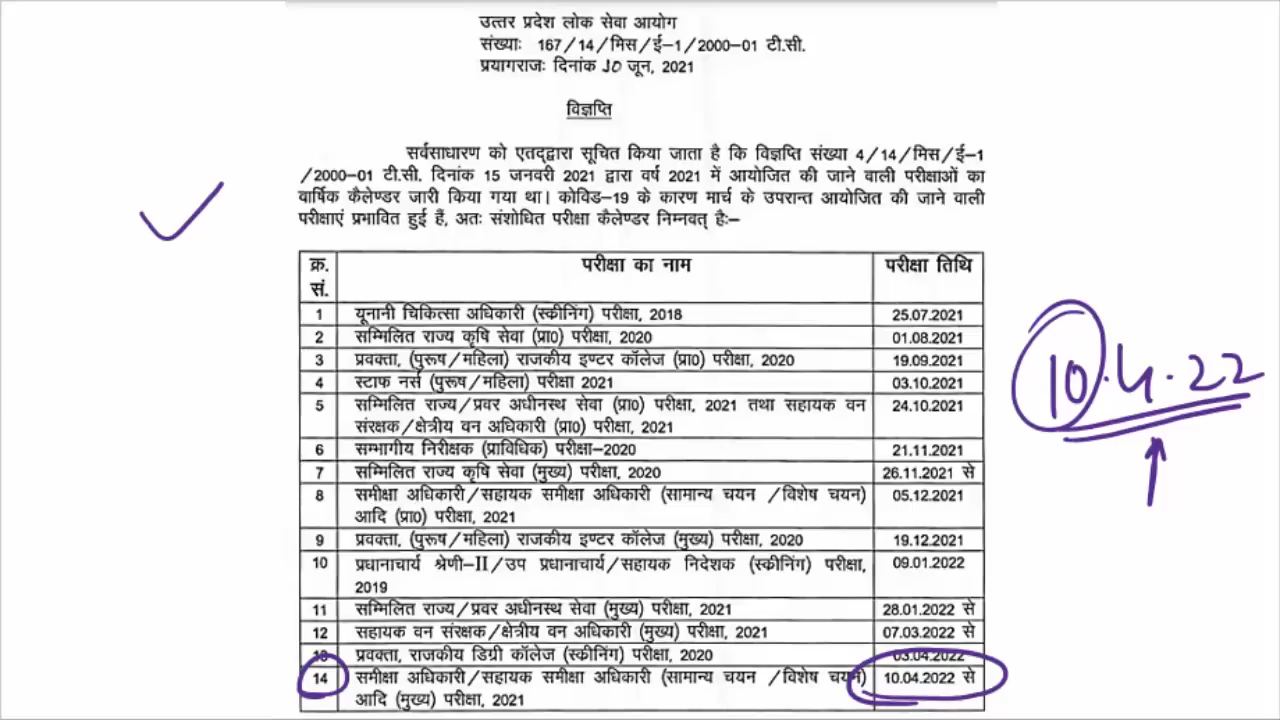 उत्तर प्रदेश लोक सेवा आयोग
संख्याः 167/14/मिस/ई-1/2000-01 टी.सी.
प्रयागराजः दिनांक 10 जून, 2021
विज्ञप्ति
सर्वसाधारण को एतद्द्वारा सूचित किया जाता है कि विज्ञप्ति संख्या 4/14/मिस/ई-1
/2000-01 टी.सी. दिनांक 15 जनवरी 2021 द्वारा वर्ष 2021 में आयोजित की जाने वाली परीक्षाओं का
वार्षिक कैलेण्डर जारी किया गया था। कोविड-19 के कारण मार्च के उपरान्त आयोजित की जाने वाली
परीक्षाएं प्रभावित हुई हैं, अतः संशोधित परीक्षा कैलेण्डर निम्नवत् हैः-
क्र. सं. परीक्षा का नाम परीक्षा तिथि
1 यूनानी चिकित्सा अधिकारी (स्क्रीनिंग) परीक्षा, 2018 25.07.2021
2 सम्मिलित राज्य कृषि सेवा (प्रा0) परीक्षा, 2020 01.08.2021
3 प्रवक्ता, (पुरूष/महिला) राजकीय इण्टर कॉलेज (प्रा0) परीक्षा, 2020 19.09.2021
4 स्टाफ नर्स (पुरूष/महिला) परीक्षा 2021 03.10.2021
5 सम्मिलित राज्य/प्रवर अधीनस्थ सेवा (प्रा0) परीक्षा, 2021 तथा सहायक वन 24.10.2021
संरक्षक/क्षेत्रीय वन अधिकारी (प्रा0) परीक्षा, 2021
6 सम्भागीय निरीक्षक (प्राविधिक) परीक्षा-2020 21.11.2021
7 सम्मिलित राज्य कृषि सेवा (मुख्य) परीक्षा, 2020 26.11.2021 से
8 समीक्षा अधिकारी/सहायक समीक्षा अधिकारी (सामान्य चयन /विशेष चयन) 05.12.2021
आदि (प्रा0) परीक्षा, 2021
9 प्रवक्ता, (पुरूष/महिला) राजकीय इण्टर कॉलेज (मुख्य) परीक्षा, 2020 19.12.2021
10 प्रधानाचार्य श्रेणी-II/उप प्रधानाचार्य/सहायक निदेशक (स्क्रीनिंग) परीक्षा, 09.01.2022
2019
11 सम्मिलित राज्य/प्रवर अधीनस्थ सेवा (मुख्य) परीक्षा, 2021 28.01.2022 से
12 सहायक वन संरक्षक/क्षेत्रीय वन अधिकारी (मुख्य) परीक्षा, 2021 07.03.2022 से
13 प्रवक्ता, राजकीय डिग्री कॉलेज (स्क्रीनिंग) परीक्षा, 2020 03.04.2022
14 समीक्षा अधिकारी/सहायक समीक्षा अधिकारी (सामान्य चयन /विशेष चयन) 10.04.2022 से
आदि (मुख्य) परीक्षा, 2021
10.4.22